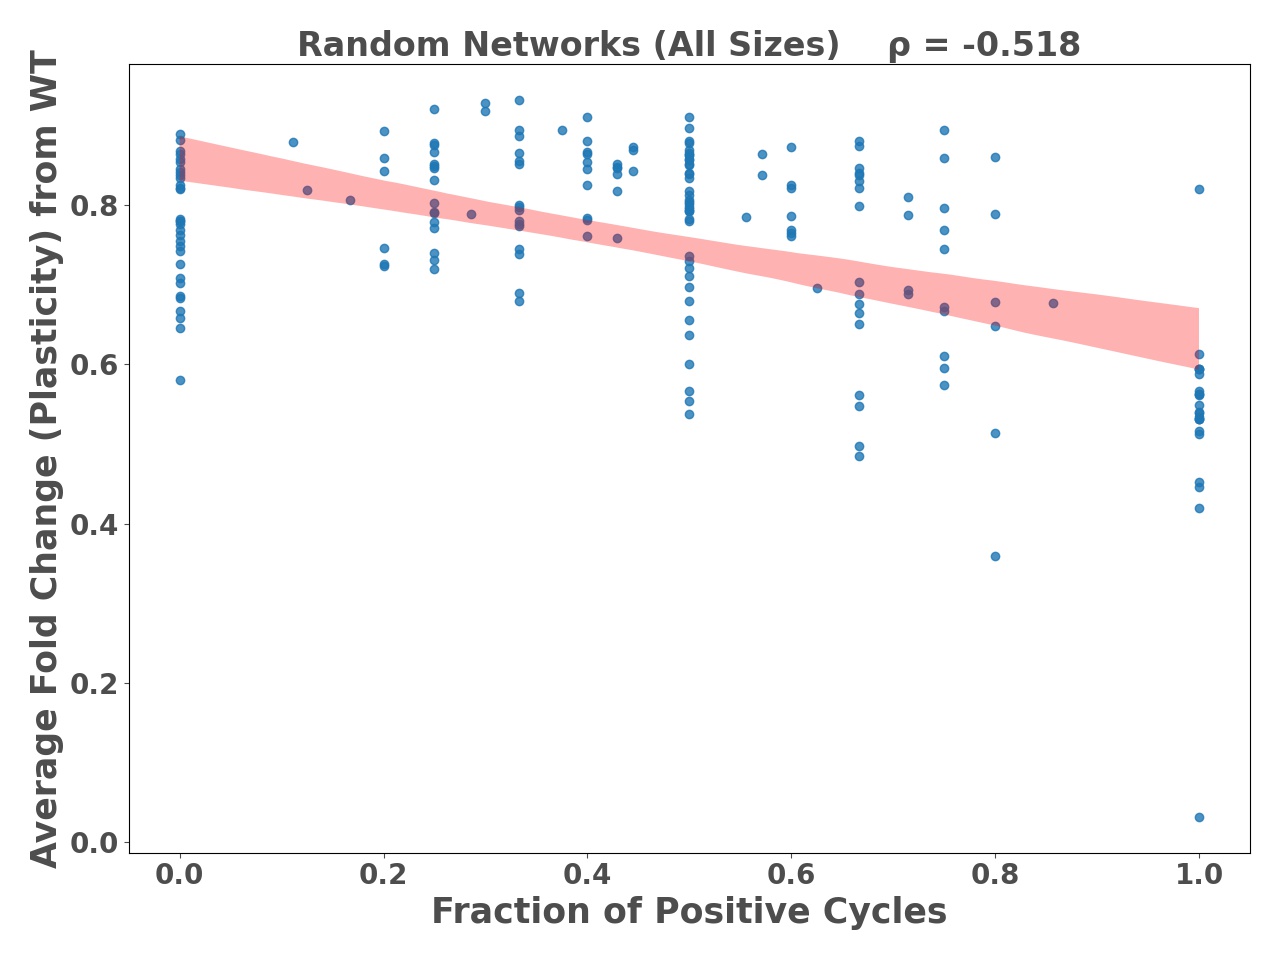 Random Networks (All Sizes)    ρ = -0.518
Average Fold Change (Plasticity) from WT
0.8
0.6
0.4
0.2
0.0
0.0 0.2 0.4 0.6 0.8 1.0
Fraction of Positive Cycles